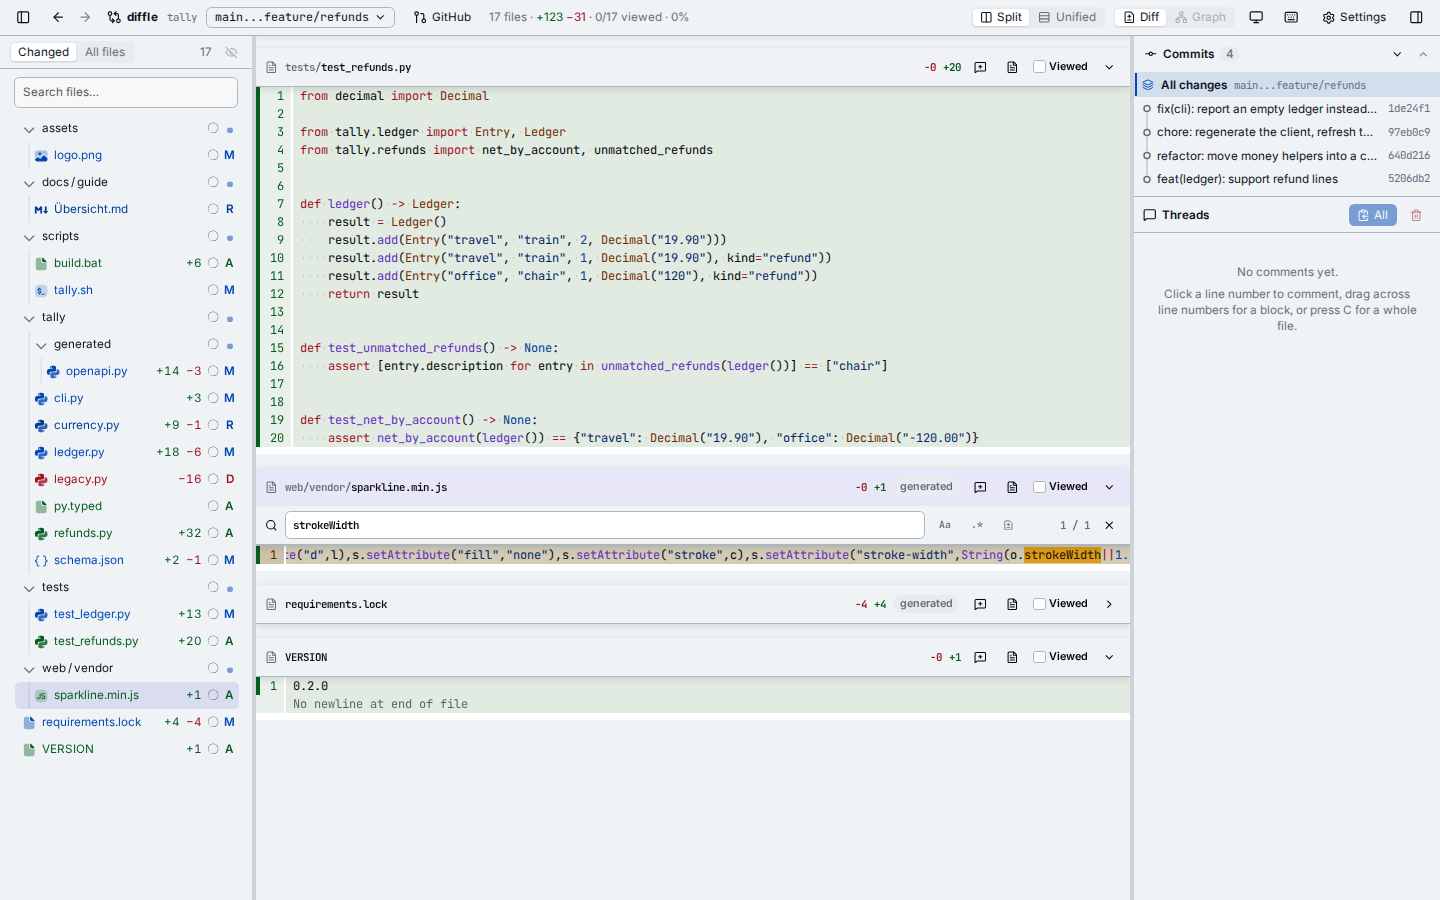 diffle tally main...feature/refunds GitHub 17 files · +123 −31 · 0/17 viewed · 0% Split Unified Diff Graph Settings
Changed All files 17
Search files...
assets
logo.png M
docs/guide
Übersicht.md R
scripts
build.bat +6 A
tally.sh M
tally
generated
openapi.py +14 −3 M
cli.py +3 M
currency.py +9 −1 R
ledger.py +18 −6 M
legacy.py −16 D
py.typed A
refunds.py +32 A
schema.json +2 −1 M
tests
test_ledger.py +13 M
test_refunds.py +20 A
web/vendor
sparkline.min.js +1 A
requirements.lock +4 −4 M
VERSION +1 A
tests/test_refunds.py -0 +20 Viewed
1 from decimal import Decimal
2
3 from tally.ledger import Entry, Ledger
4 from tally.refunds import net_by_account, unmatched_refunds
5
6
7 def ledger() -> Ledger:
8 ····result = Ledger()
9 ····result.add(Entry("travel", "train", 2, Decimal("19.90")))
10 ····result.add(Entry("travel", "train", 1, Decimal("19.90"), kind="refund"))
11 ····result.add(Entry("office", "chair", 1, Decimal("120"), kind="refund"))
12 ····return result
13
14
15 def test_unmatched_refunds() -> None:
16 ····assert [entry.description for entry in unmatched_refunds(ledger())] == ["chair"]
17
18
19 def test_net_by_account() -> None:
20 ····assert net_by_account(ledger()) == {"travel": Decimal("19.90"), "office": Decimal("-120.00")}
web/vendor/sparkline.min.js -0 +1 generated Viewed
strokeWidth Aa .* 1 / 1
1 te("d",l),s.setAttribute("fill","none"),s.setAttribute("stroke",c),s.setAttribute("stroke-width",String(o.strokeWidth||1.
requirements.lock -4 +4 generated Viewed
VERSION -0 +1 Viewed
1 0.2.0
No newline at end of file
Commits 4
All changes main...feature/refunds
fix(cli): report an empty ledger instead... 1de24f1
chore: regenerate the client, refresh t... 97eb0c9
refactor: move money helpers into a c... 640d216
feat(ledger): support refund lines 5206db2
Threads All
No comments yet.
Click a line number to comment, drag across
line numbers for a block, or press C for a whole
file.